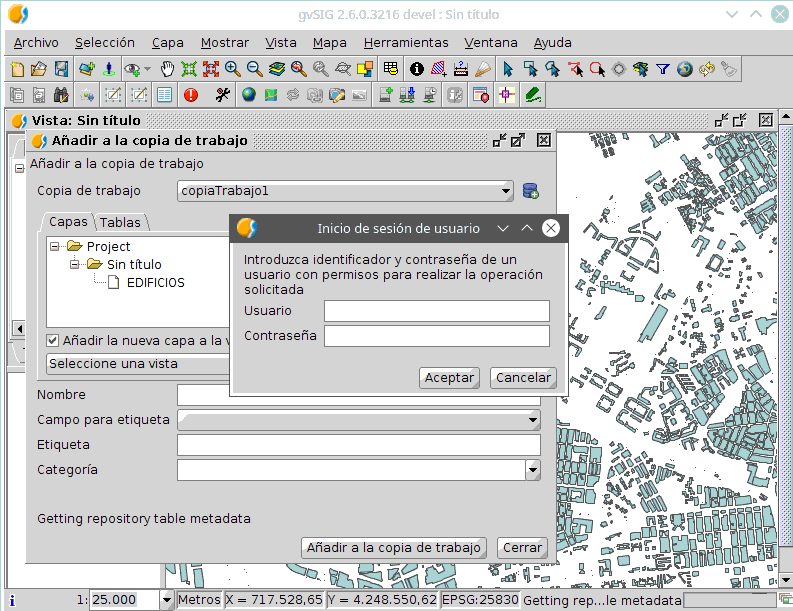 gvSIG 2.6.0.3216 devel : Sin título
Archivo Selección Capa Mostrar Vista Mapa Herramientas Ventana Ayuda
Vista: Sin título
Añadir a la copia de trabajo
Añadir a la copia de trabajo
Copia de trabajo copiaTrabajo1
Capas Tablas
Project
Sin título
EDIFICIOS
Añadir la nueva capa a la v
Seleccione una vista
Inicio de sesión de usuario
Introduzca identificador y contraseña de un
usuario con permisos para realizar la operación
solicitada
Usuario
Contraseña
Aceptar Cancelar
Nombre
Campo para etiqueta
Etiqueta
Categoría
Getting repository table metadata
Añadir a la copia de trabajo Cerrar
1: 25.000 Metros X = 717.528,65 Y = 4.248.550,62 EPSG:25830 Getting rep...le metadata